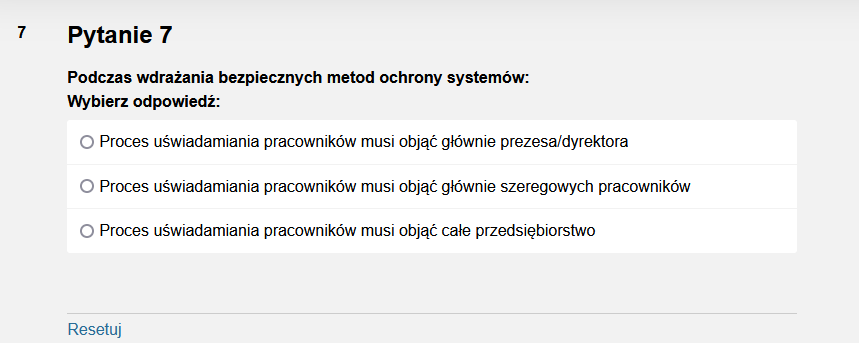 7
Pytanie 7
Podczas wdrażania bezpiecznych metod ochrony systemów:
Wybierz odpowiedź:
Proces uświadamiania pracowników musi objąć głównie prezesa/dyrektora
Proces uświadamiania pracowników musi objąć głównie szeregowych pracowników
Proces uświadamiania pracowników musi objąć całe przedsiębiorstwo
Resetuj